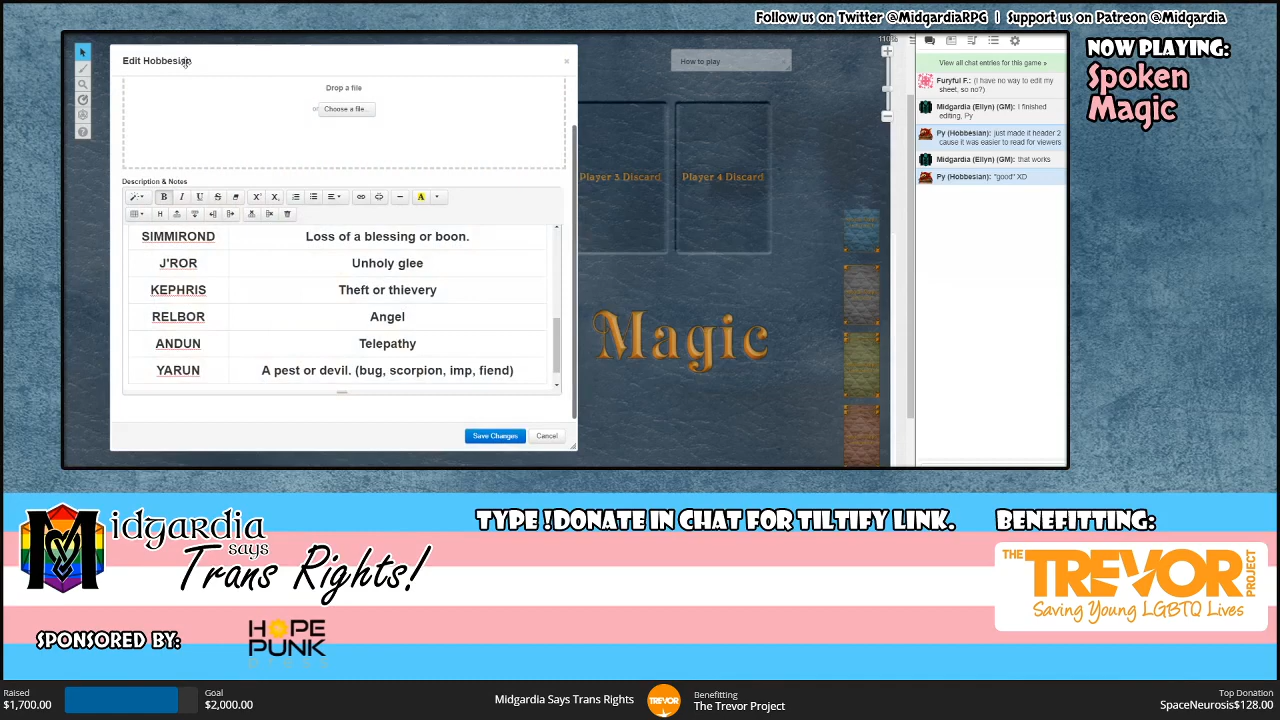 Follow us on Twitter @MidgardiaRPG | Support us on Patreon @Midgardia
NOW PLAYING:
Spoken
Magic
Edit Hobbesian
×
Drop a file
or Choose a file...
Description & Notes
B I U S
SIMMIROND Loss of a blessing or boon.
J'ROR Unholy glee
KEPHRIS Theft or thievery
RELBOR Angel
ANDUN Telepathy
YARUN A pest or devil. (bug, scorpion, imp, fiend)
Save Changes Cancel
How to play
110%
Player 3 Discard Player 4 Discard
Magic
View all chat entries for this game »
Furyful F.: (I have no way to edit my
sheet, so no?)
Midgardia (Ellyn) (GM): I finished
editing, Py
Py (Hobbesian): just made it header 2
cause it was easier to read for viewers
Midgardia (Ellyn) (GM): that works
Py (Hobbesian): *good* XD
Midgardia
says
Trans Rights!
TYPE !DONATE IN CHAT FOR TILTIFY LINK.
BENEFITTING:
THE TREVOR PROJECT
Saving Young LGBTQ Lives
SPONSORED BY:
HOPE
PUNK
PRESS
Raised
$1,700.00
Goal
$2,000.00
Midgardia Says Trans Rights
TREVOR
Benefitting
The Trevor Project
Top Donation
SpaceNeurosis$128.00